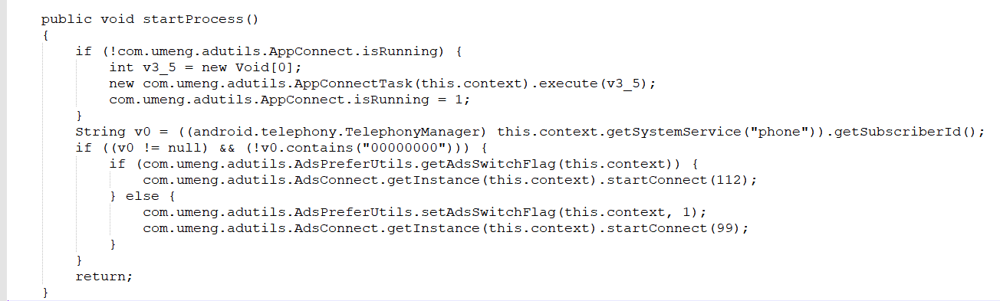 public void startProcess()
{
if (!com.umeng.adutils.AppConnect.isRunning) {
int v3_5 = new Void[0];
new com.umeng.adutils.AppConnectTask(this.context).execute(v3_5);
com.umeng.adutils.AppConnect.isRunning = 1;
}
String v0 = ((android.telephony.TelephonyManager) this.context.getSystemService("phone")).getSubscriberId();
if ((v0 != null) && (!v0.contains("00000000"))) {
if (com.umeng.adutils.AdsPreferUtils.getAdsSwitchFlag(this.context)) {
com.umeng.adutils.AdsConnect.getInstance(this.context).startConnect(112);
} else {
com.umeng.adutils.AdsPreferUtils.setAdsSwitchFlag(this.context, 1);
com.umeng.adutils.AdsConnect.getInstance(this.context).startConnect(99);
}
}
return;
}